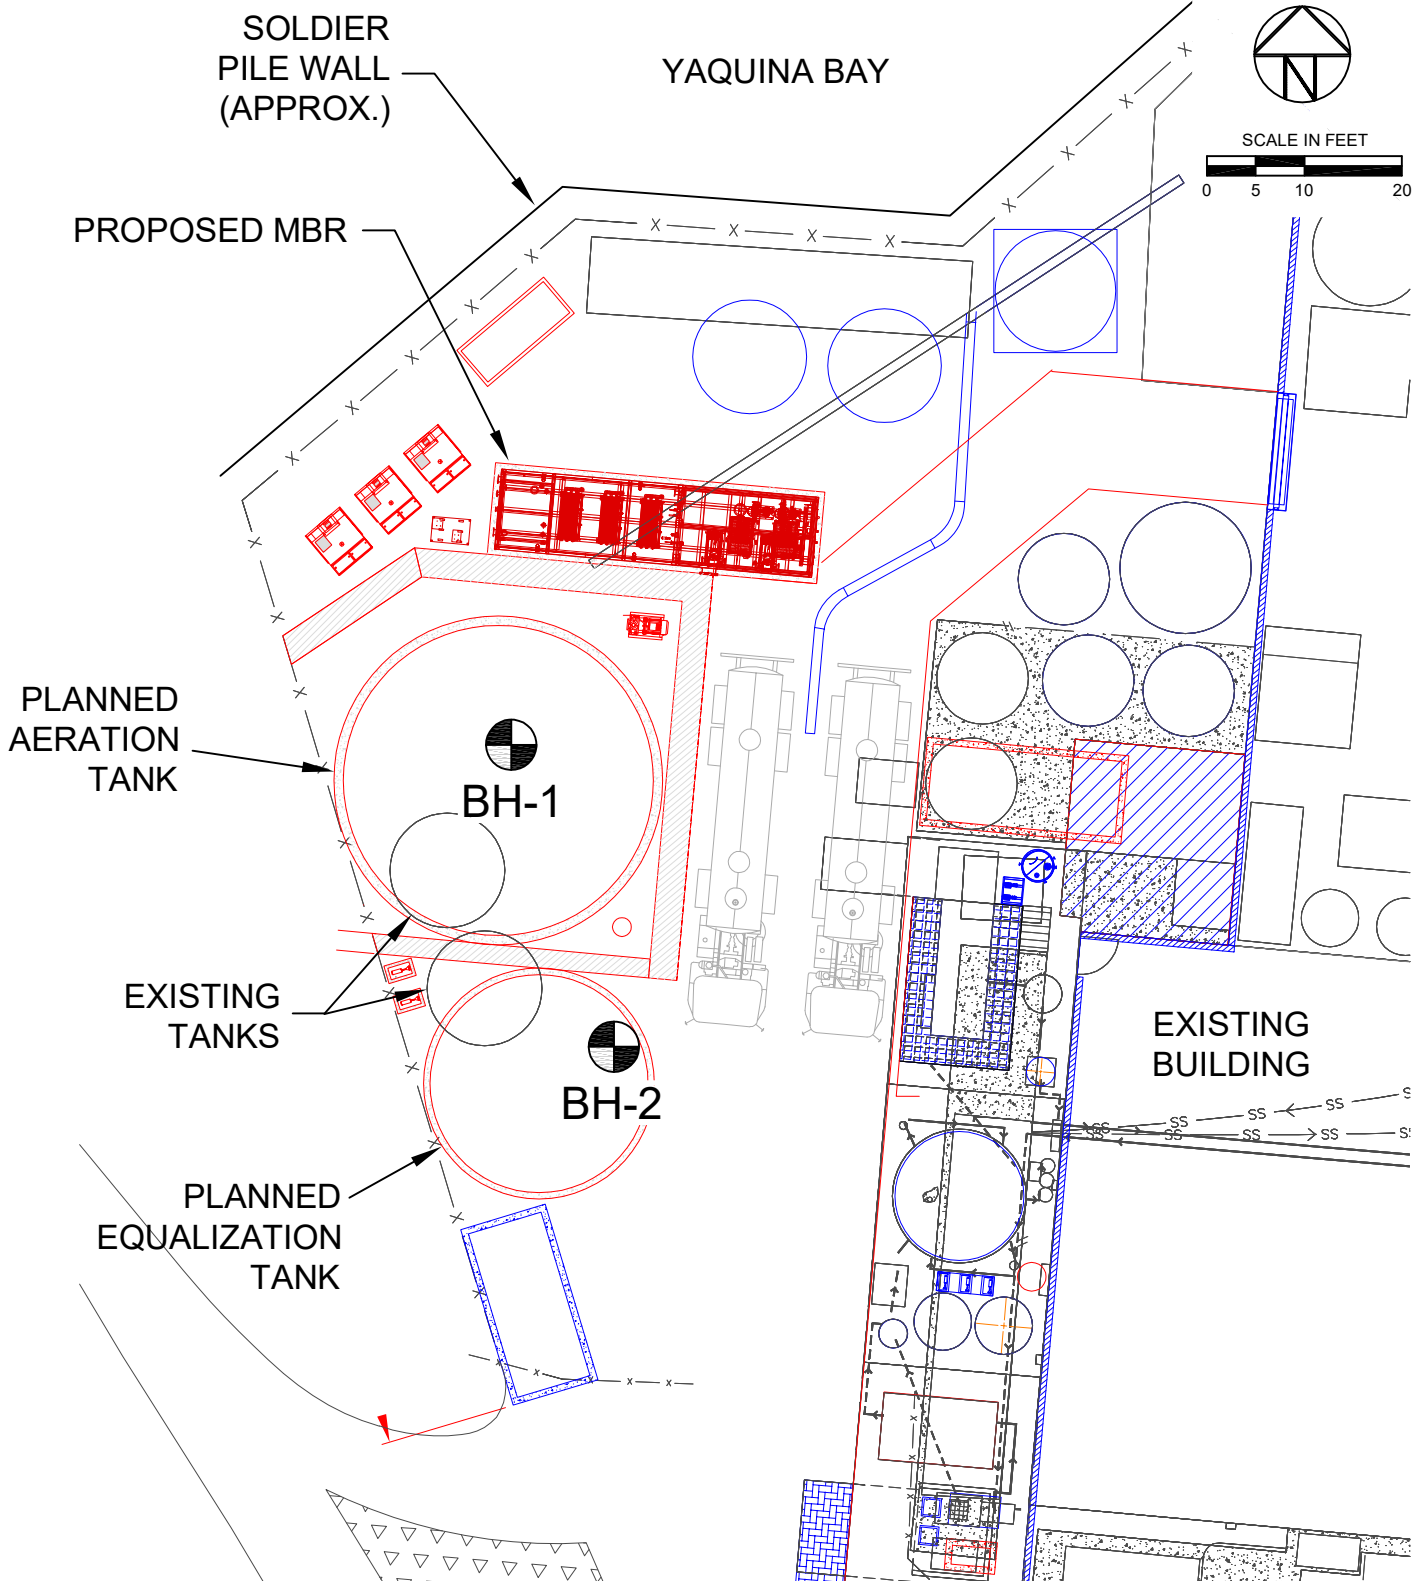 SOLDIER
PILE WALL
(APPROX.)
YAQUINA BAY
N
SCALE IN FEET
0 5 10 20
PROPOSED MBR
PLANNED
AERATION
TANK
BH-1
EXISTING
TANKS
EXISTING
BUILDING
BH-2
SS
SS
SS
SS
SS
SS
SS
PLANNED
EQUALIZATION
TANK